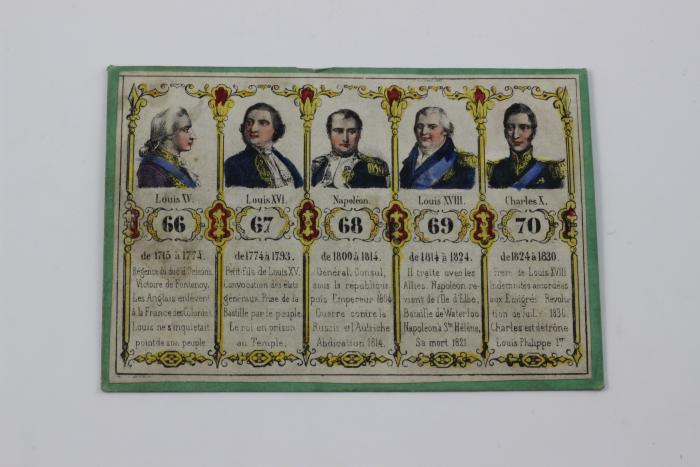 Louis XV.
66
de 1715 à 1774.
Régence du duc d'Orléans,
Victoire de Fontenoy,
Les Anglais enlèvent
à la France ses Colonies.
Louis ne s'inquiétait
point de son peuple
Louis XVI.
67
de 1774 à 1793.
Petit-fils de Louis XV,
Convocation des états
généraux, Prise de la
Bastille par le peuple
Le roi en prison
au Temple,
Napoléon.
68
de 1800 à 1814.
Général, Consul,
sous la république
puis Empereur 1804
Guerre contre la
Russie et l'Autriche
Abdication 1814.
Louis XVIII.
69
de 1814 à 1824.
Il traite avec les
Alliés. Napoléon re-
vient de l'Ile d'Elbe,
Bataille de Waterloo
Napoléon à Ste Hélène,
Sa mort 1821
Charles X.
70
de 1824 à 1830.
Frère de Louis XVIII
Indemnités accordées
aux Emigrés Revolu-
tion de Juillet 1830.
Charles est détrôné
Louis Philippe 1er